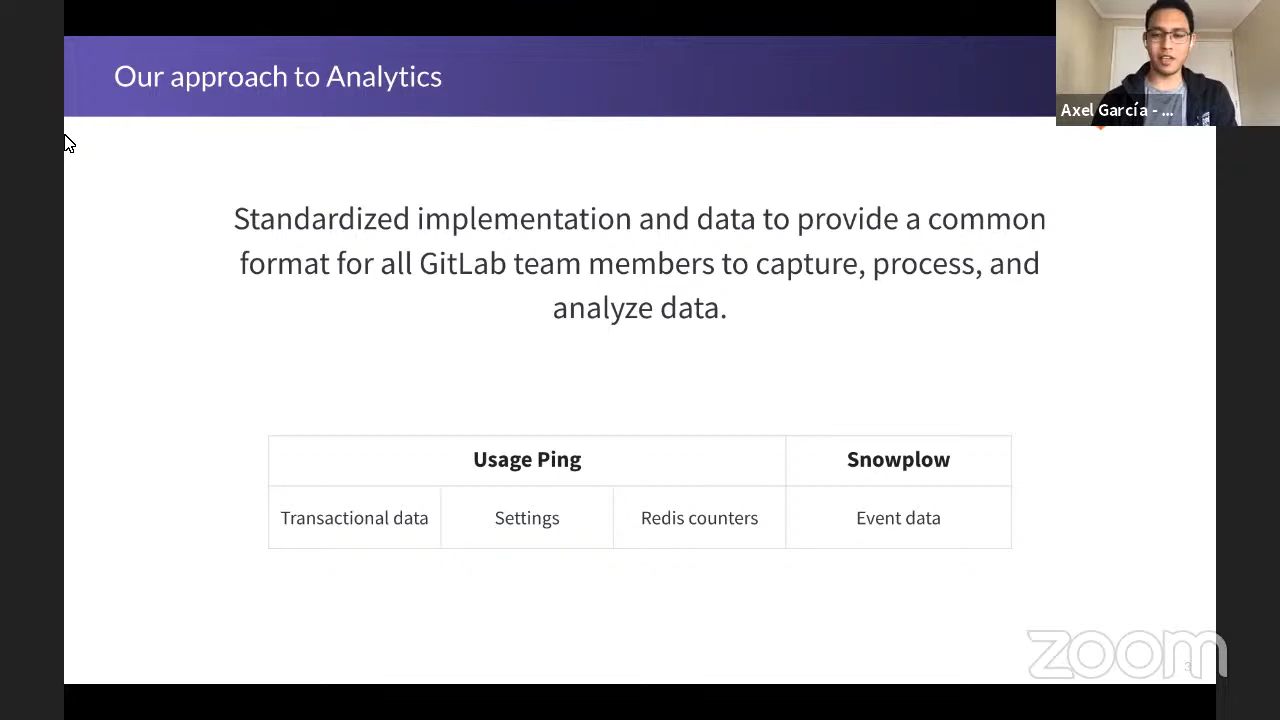 Our approach to Analytics
Axel García - ...
Standardized implementation and data to provide a common
format for all GitLab team members to capture, process, and
analyze data.
Usage Ping
Snowplow
Transactional data
Settings
Redis counters
Event data
zoom
3